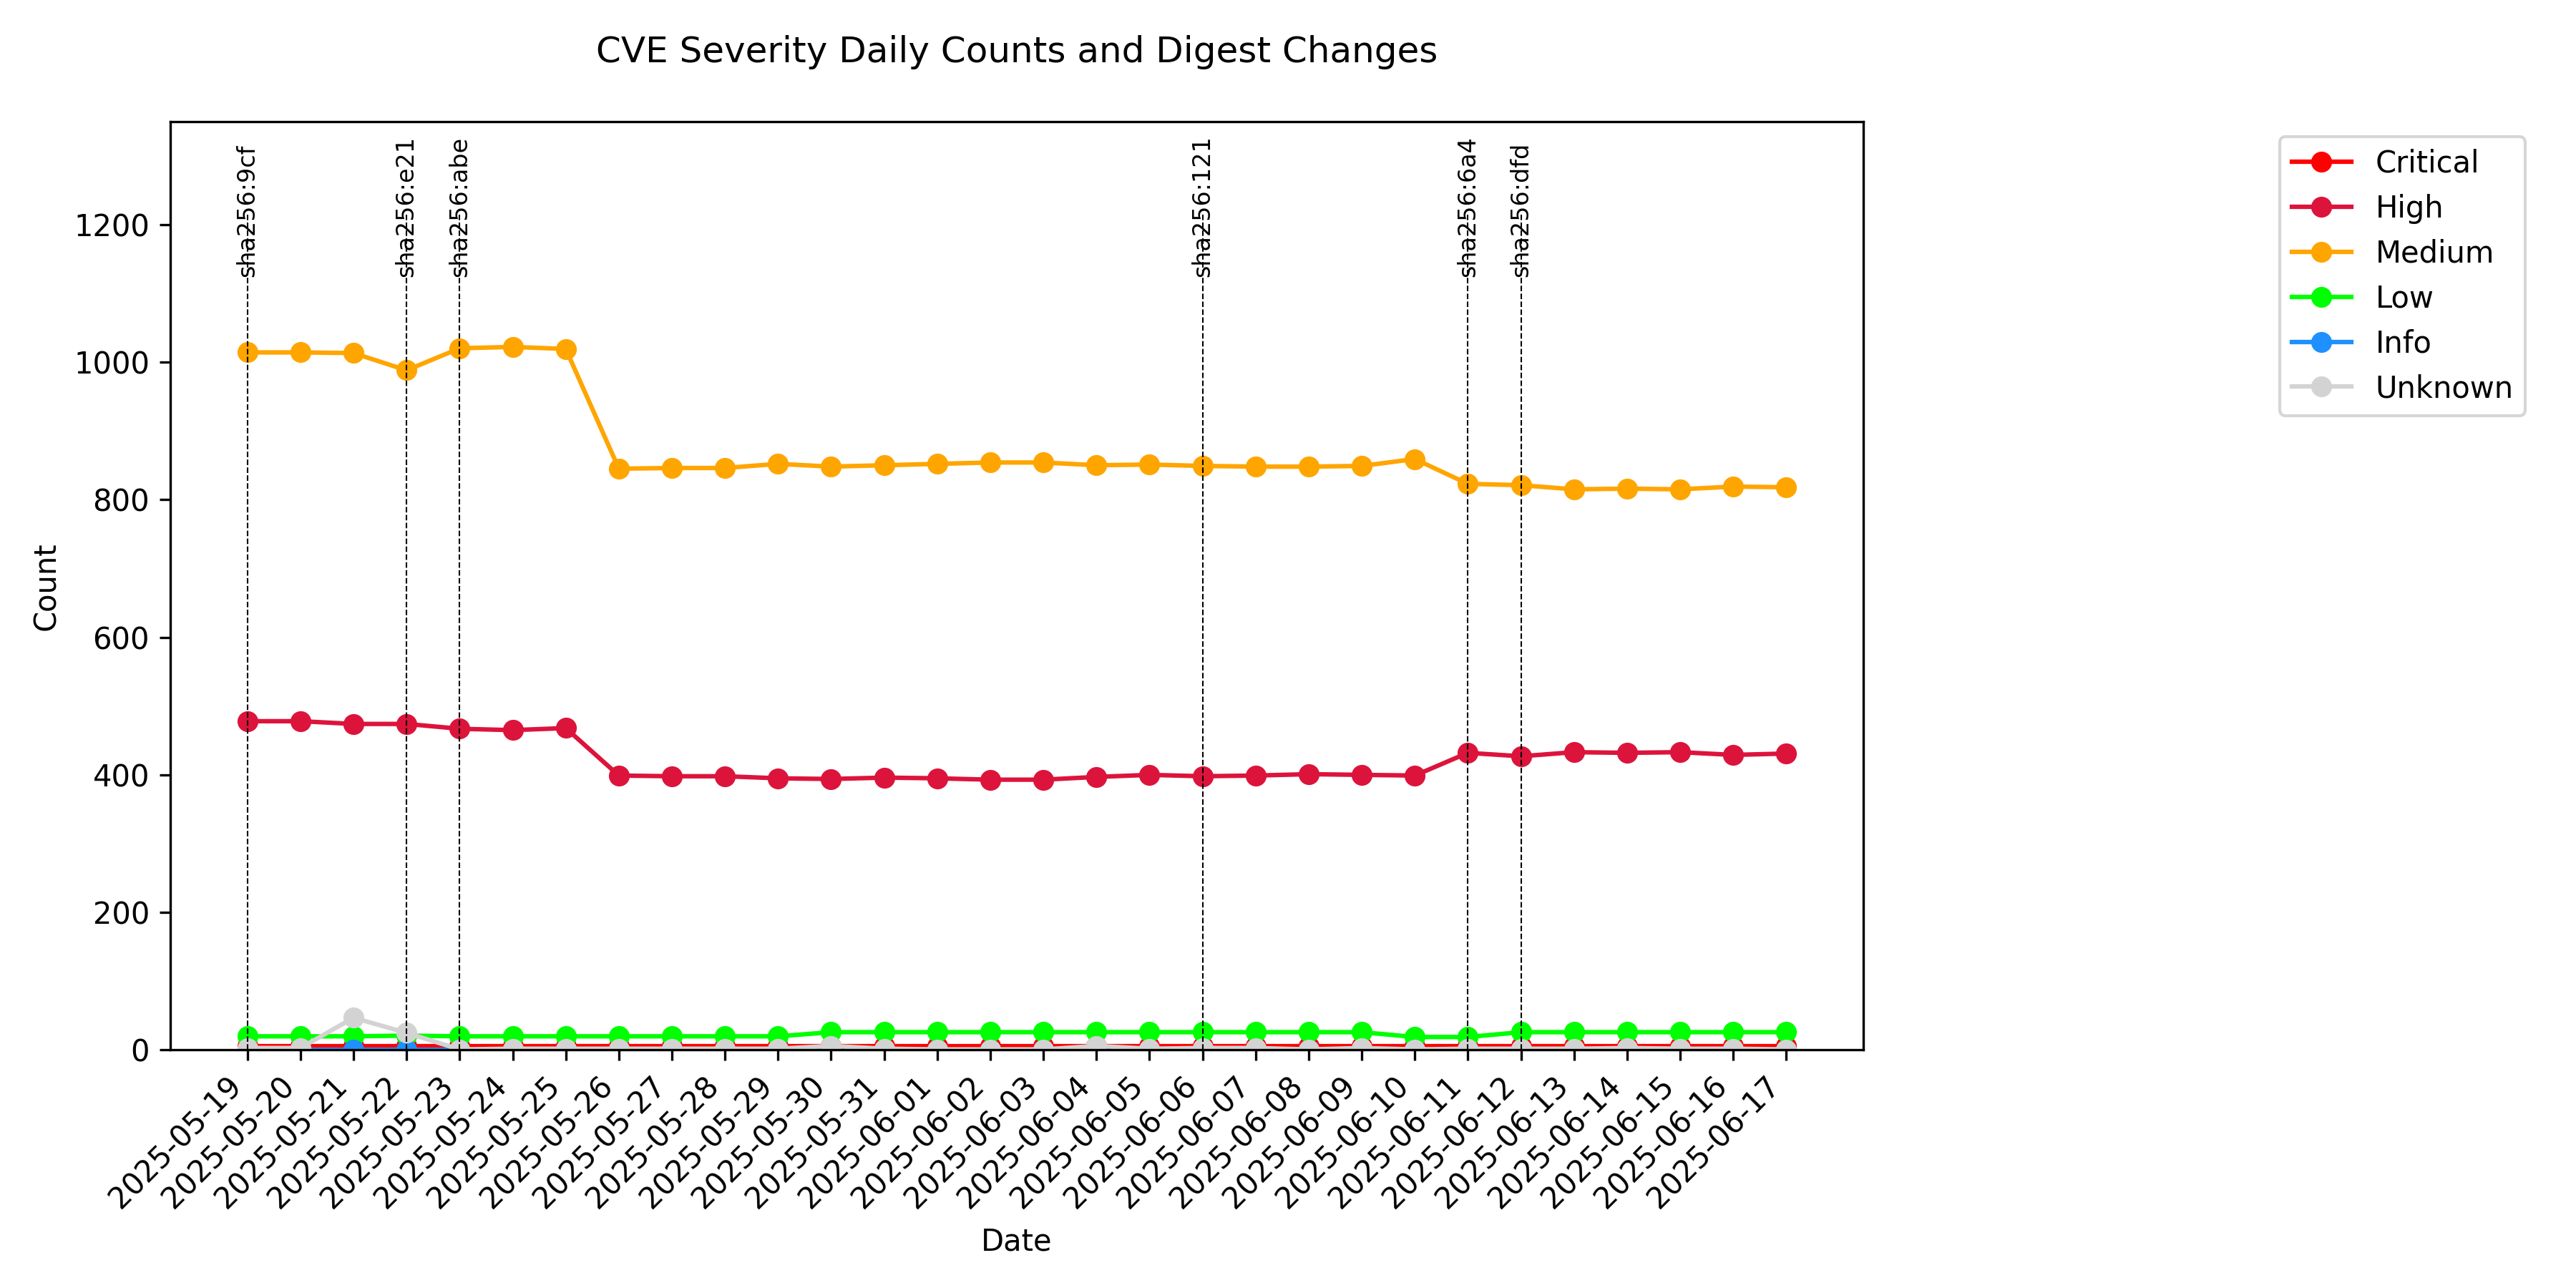 CVE Severity Daily Counts and Digest Changes
sha256:9cf
sha256:e21
sha256:abe
sha256:121
sha256:6a4
sha256:dfd
Critical
High
Medium
Low
Info
Unknown
1200
1000
800
600
400
200
0
Count
2025-05-19
2025-05-20
2025-05-21
2025-05-22
2025-05-23
2025-05-24
2025-05-25
2025-05-26
2025-05-27
2025-05-28
2025-05-29
2025-05-30
2025-05-31
2025-06-01
2025-06-02
2025-06-03
2025-06-04
2025-06-05
2025-06-06
2025-06-07
2025-06-08
2025-06-09
2025-06-10
2025-06-11
2025-06-12
2025-06-13
2025-06-14
2025-06-15
2025-06-16
2025-06-17
Date